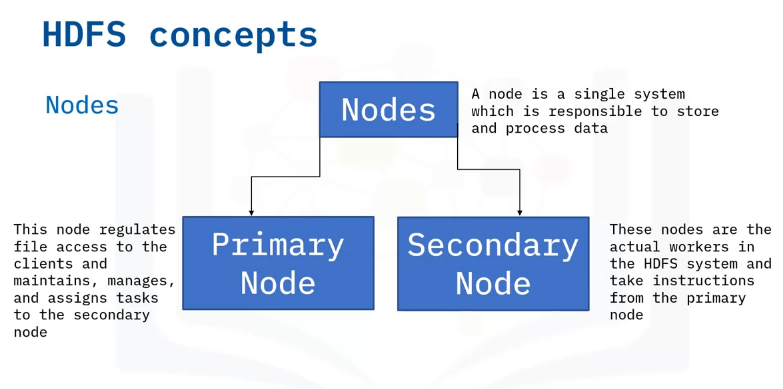 HDFS concepts
Nodes
Nodes
A node is a single system
which is responsible to store
and process data
This node regulates
file access to the
clients and
maintains, manages,
and assigns tasks
to the secondary
node
Primary
Node
Secondary
Node
These nodes are the
actual workers in
the HDFS system and
take instructions
from the primary
node